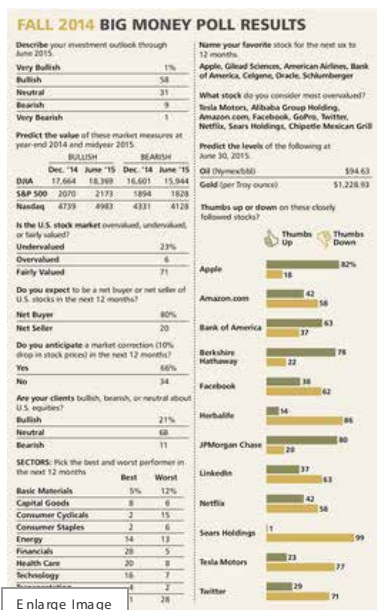 FALL 2014 BIG MONEY POLL RESULTS
Describe your investment outlook through
June 2015.
Very Bullish 1%
Bullish 58
Neutral 31
Bearish 9
Very Bearish 1
Predict the value of these market measures at
year-end 2014 and midyear 2015.
BULLISH BEARISH
Dec. '14 June '15 Dec. '14 June '15
DJIA 17,664 18,369 16,601 15,944
S&P 500 2070 2173 1894 1828
Nasdaq 4739 4983 4331 4128
Is the U.S. stock market overvalued, undervalued,
or fairly valued?
Undervalued 23%
Overvalued 6
Fairly Valued 71
Do you expect to be a net buyer or net seller of
U.S. stocks in the next 12 months?
Net Buyer 80%
Net Seller 20
Do you anticipate a market correction (10%
drop in stock prices) in the next 12 months?
Yes 66%
No 34
Are your clients bullish, bearish, or neutral about
U.S. equities?
Bullish 21%
Neutral 68
Bearish 11
SECTORS: Pick the best and worst performer in
the next 12 months
Best Worst
Basic Materials 5% 12%
Capital Goods 8 6
Consumer Cyclicals 2 15
Consumer Staples 2 6
Energy 14 13
Financials 28 5
Health Care 20 8
Technology 16 7
4 2
1 28
Enlarge Image
Name your favorite stock for the next six to
12 months.
Apple, Gilead Sciences, American Airlines, Bank
of America, Celgene, Oracle, Schlumberger
What stock do you consider most overvalued?
Tesla Motors, Alibaba Group Holding,
Amazon.com, Facebook, GoPro, Twitter,
Netflix, Sears Holdings, Chipotle Mexican Grill
Predict the levels of the following at
June 30, 2015.
Oil (Nymex/bbl) $94.63
Gold (per Troy ounce) $1,228.93
Thumbs up or down on these closely
followed stocks?
Thumbs Up Thumbs Down
Apple 82% 18
Amazon.com 42 58
Bank of America 63 37
Berkshire Hathaway 78 22
Facebook 38 62
Herbalife 14 86
JPMorgan Chase 80 20
LinkedIn 37 63
Netflix 42 58
Sears Holdings 1 99
Tesla Motors 23 77
Twitter 29 71